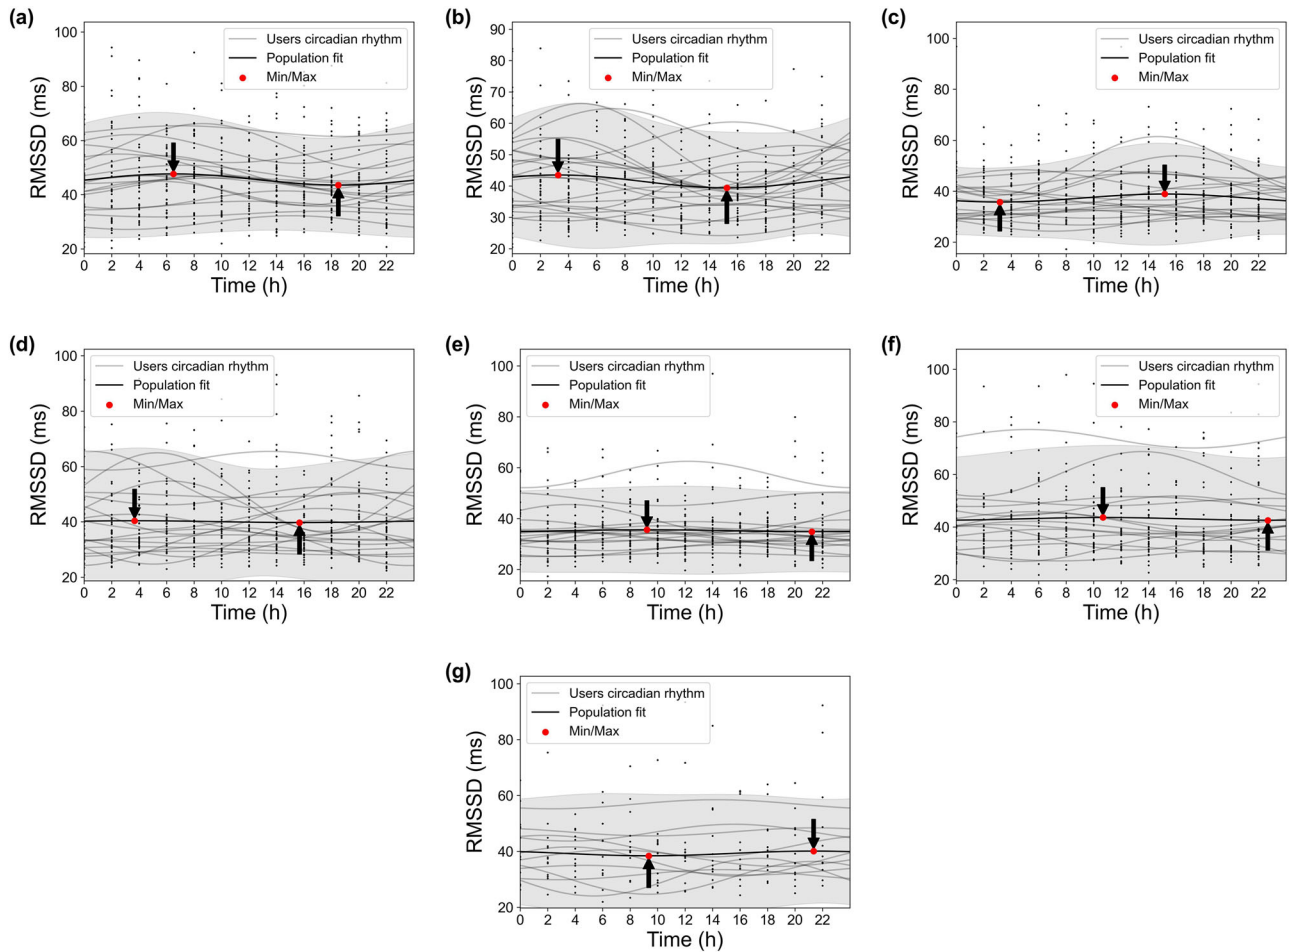 (a)
RMSSD (ms)
100
80
60
40
20
0 2 4 6 8 10 12 14 16 18 20 22
Time (h)
Users circadian rhythm
Population fit
Min/Max
(b)
RMSSD (ms)
90
80
70
60
50
40
30
20
0 2 4 6 8 10 12 14 16 18 20 22
Time (h)
Users circadian rhythm
Population fit
Min/Max
(c)
RMSSD (ms)
100
80
60
40
20
0 2 4 6 8 10 12 14 16 18 20 22
Time (h)
Users circadian rhythm
Population fit
Min/Max
(d)
RMSSD (ms)
100
80
60
40
20
0 2 4 6 8 10 12 14 16 18 20 22
Time (h)
Users circadian rhythm
Population fit
Min/Max
(e)
RMSSD (ms)
100
80
60
40
20
0 2 4 6 8 10 12 14 16 18 20 22
Time (h)
Users circadian rhythm
Population fit
Min/Max
(f)
RMSSD (ms)
100
80
60
40
20
0 2 4 6 8 10 12 14 16 18 20 22
Time (h)
Users circadian rhythm
Population fit
Min/Max
(g)
RMSSD (ms)
100
80
60
40
20
0 2 4 6 8 10 12 14 16 18 20 22
Time (h)
Users circadian rhythm
Population fit
Min/Max